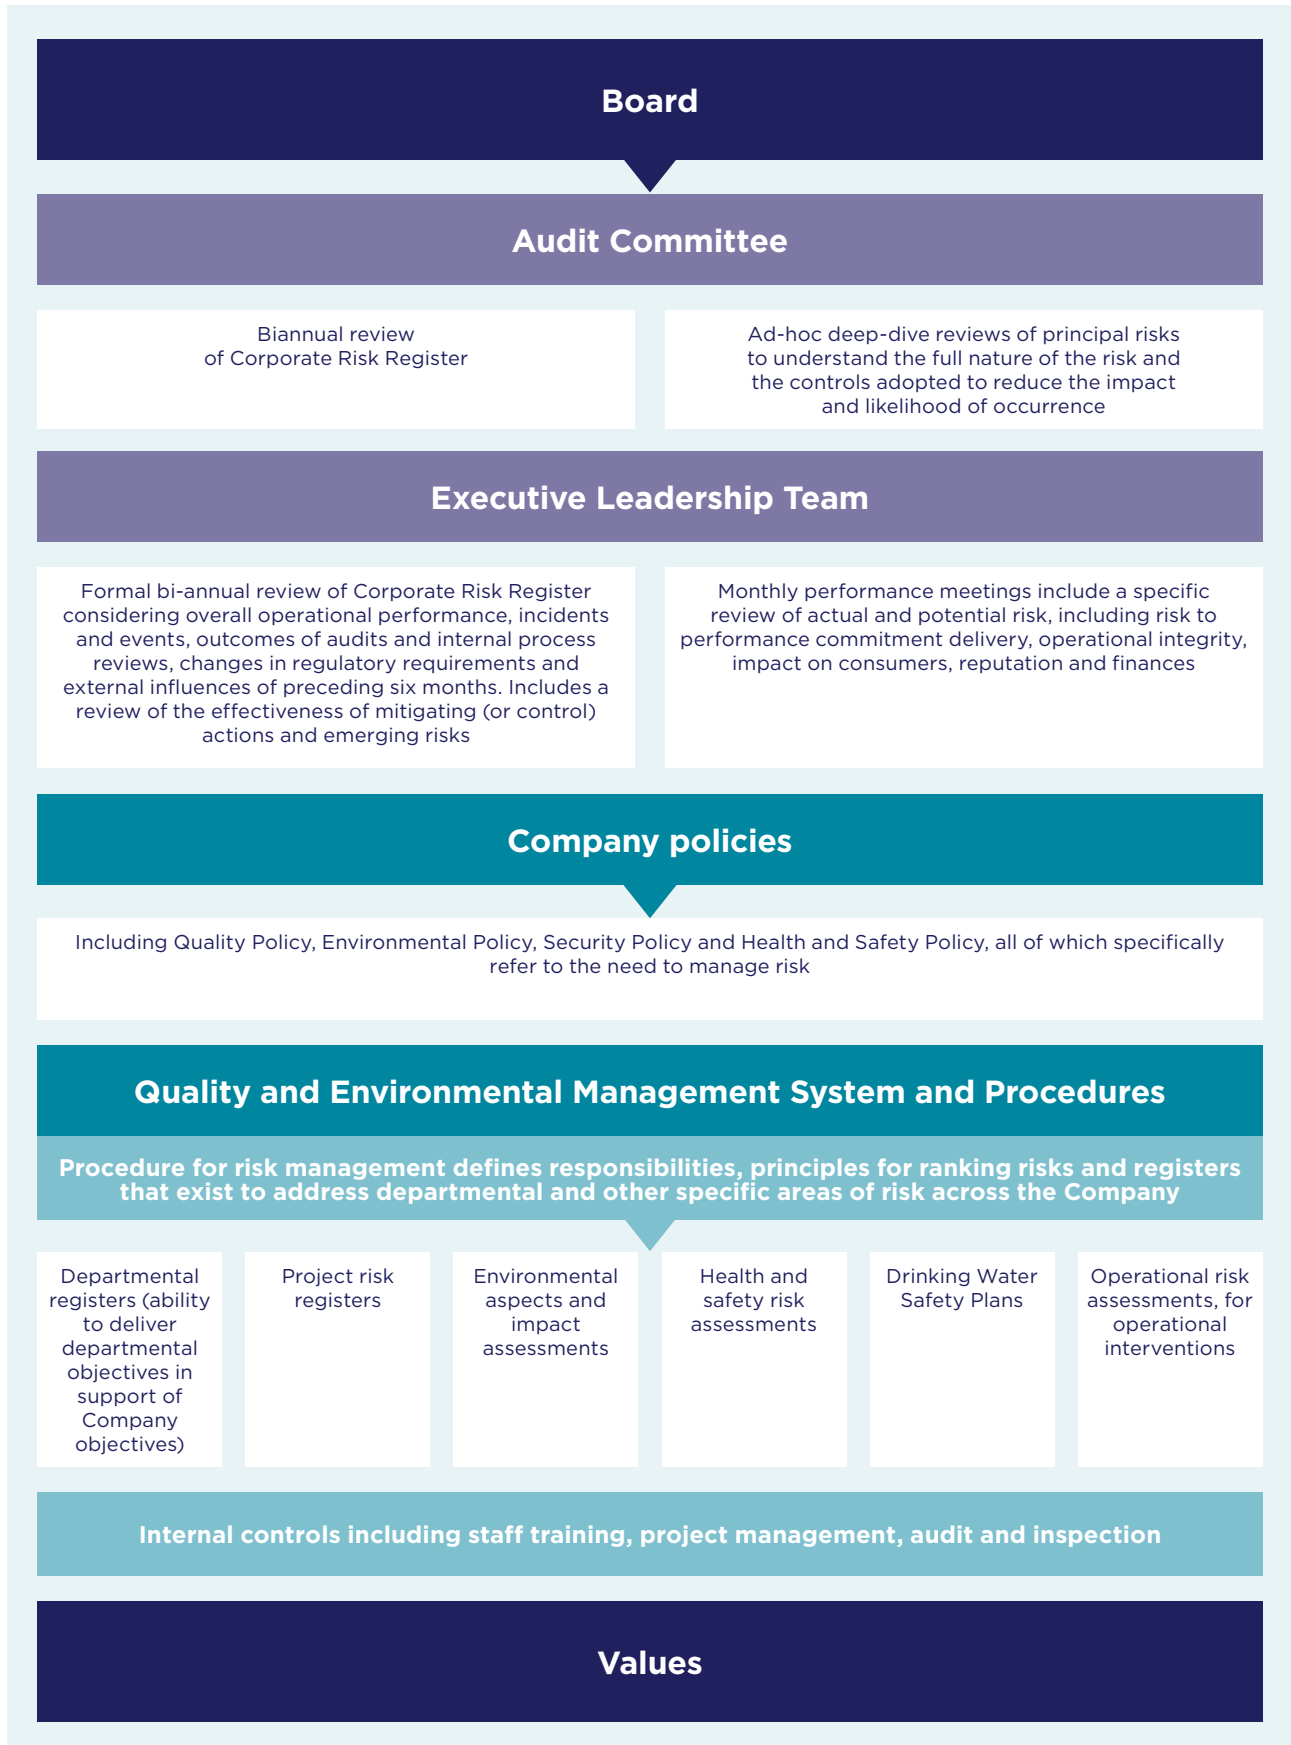 Board
Audit Committee
Biannual review
of Corporate Risk Register
Ad-hoc deep-dive reviews of principal risks
to understand the full nature of the risk and
the controls adopted to reduce the impact
and likelihood of occurrence
Executive Leadership Team
Formal bi-annual review of Corporate Risk Register
considering overall operational performance, incidents
and events, outcomes of audits and internal process
reviews, changes in regulatory requirements and
external influences of preceding six months. Includes a
review of the effectiveness of mitigating (or control)
actions and emerging risks
Monthly performance meetings include a specific
review of actual and potential risk, including risk to
performance commitment delivery, operational integrity,
impact on consumers, reputation and finances
Company policies
Including Quality Policy, Environmental Policy, Security Policy and Health and Safety Policy, all of which specifically
refer to the need to manage risk
Quality and Environmental Management System and Procedures
Procedure for risk management defines responsibilities, principles for ranking risks and registers
that exist to address departmental and other specific areas of risk across the Company
Departmental
registers (ability
to deliver
departmental
objectives in
support of
Company
objectives)
Project risk
registers
Environmental
aspects and
impact
assessments
Health and
safety risk
assessments
Drinking Water
Safety Plans
Operational risk
assessments, for
operational
interventions
Internal controls including staff training, project management, audit and inspection
Values